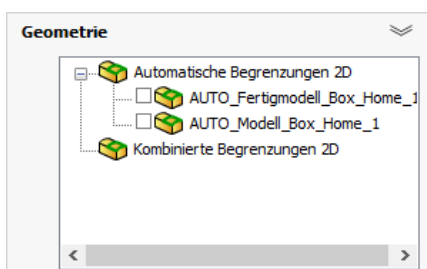 Geometrie
Automatische Begrenzungen 2D
AUTO_Fertigmodell_Box_Home_1
AUTO_Modell_Box_Home_1
Kombinierte Begrenzungen 2D